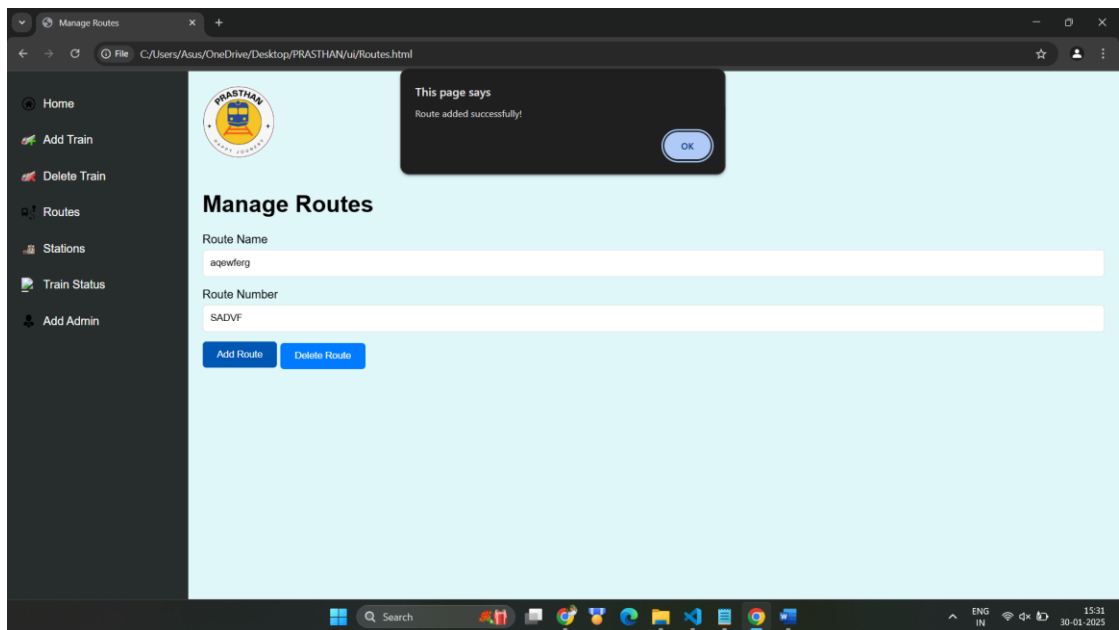 Manage Routes
File C:/Users/Asus/OneDrive/Desktop/PRASTHAN/ui/Routes.html
This page says
Route added successfully!
OK
Home
Add Train
Delete Train
Routes
Stations
Train Status
Add Admin
PRASTHAN
HAPPY JOURNEY
Manage Routes
Route Name
aqewferg
Route Number
SADVF
Add Route Delete Route
Search
ENG
IN
15:31
30-01-2025